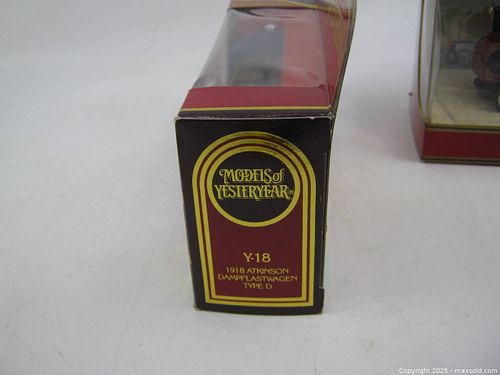 MODELS of
YESTERYEAR®
Y-18
1918 ATKINSON
DAMPFLASTWAGEN
TYPE D
Copyright © 2025 - maxsold.com